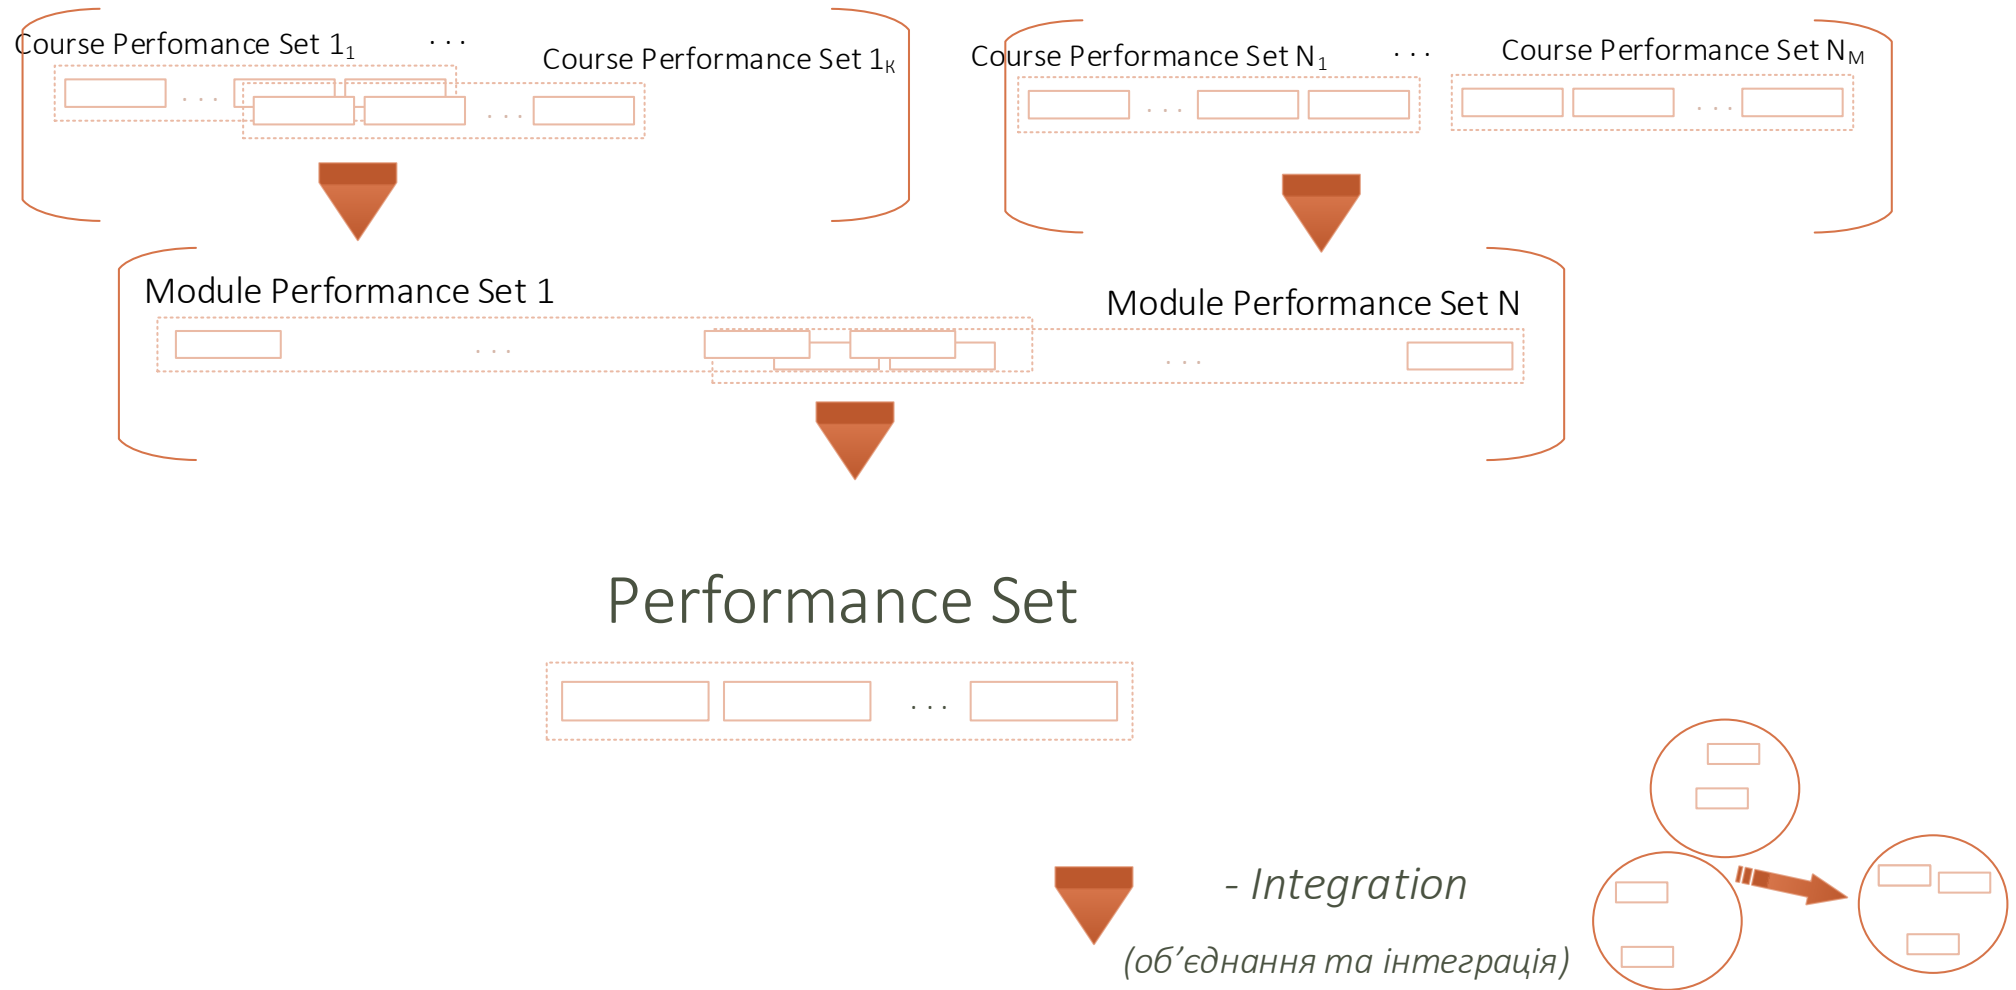 Course Perfomance Set 1₁ . . . Course Performance Set 1ₖ
Course Performance Set N₁ . . . Course Performance Set Nₘ
. . . . . . . . . . . .
Module Performance Set 1
Module Performance Set N
. . . . . .
Performance Set
. . .
- Integration
(об’єднання та інтеграція)